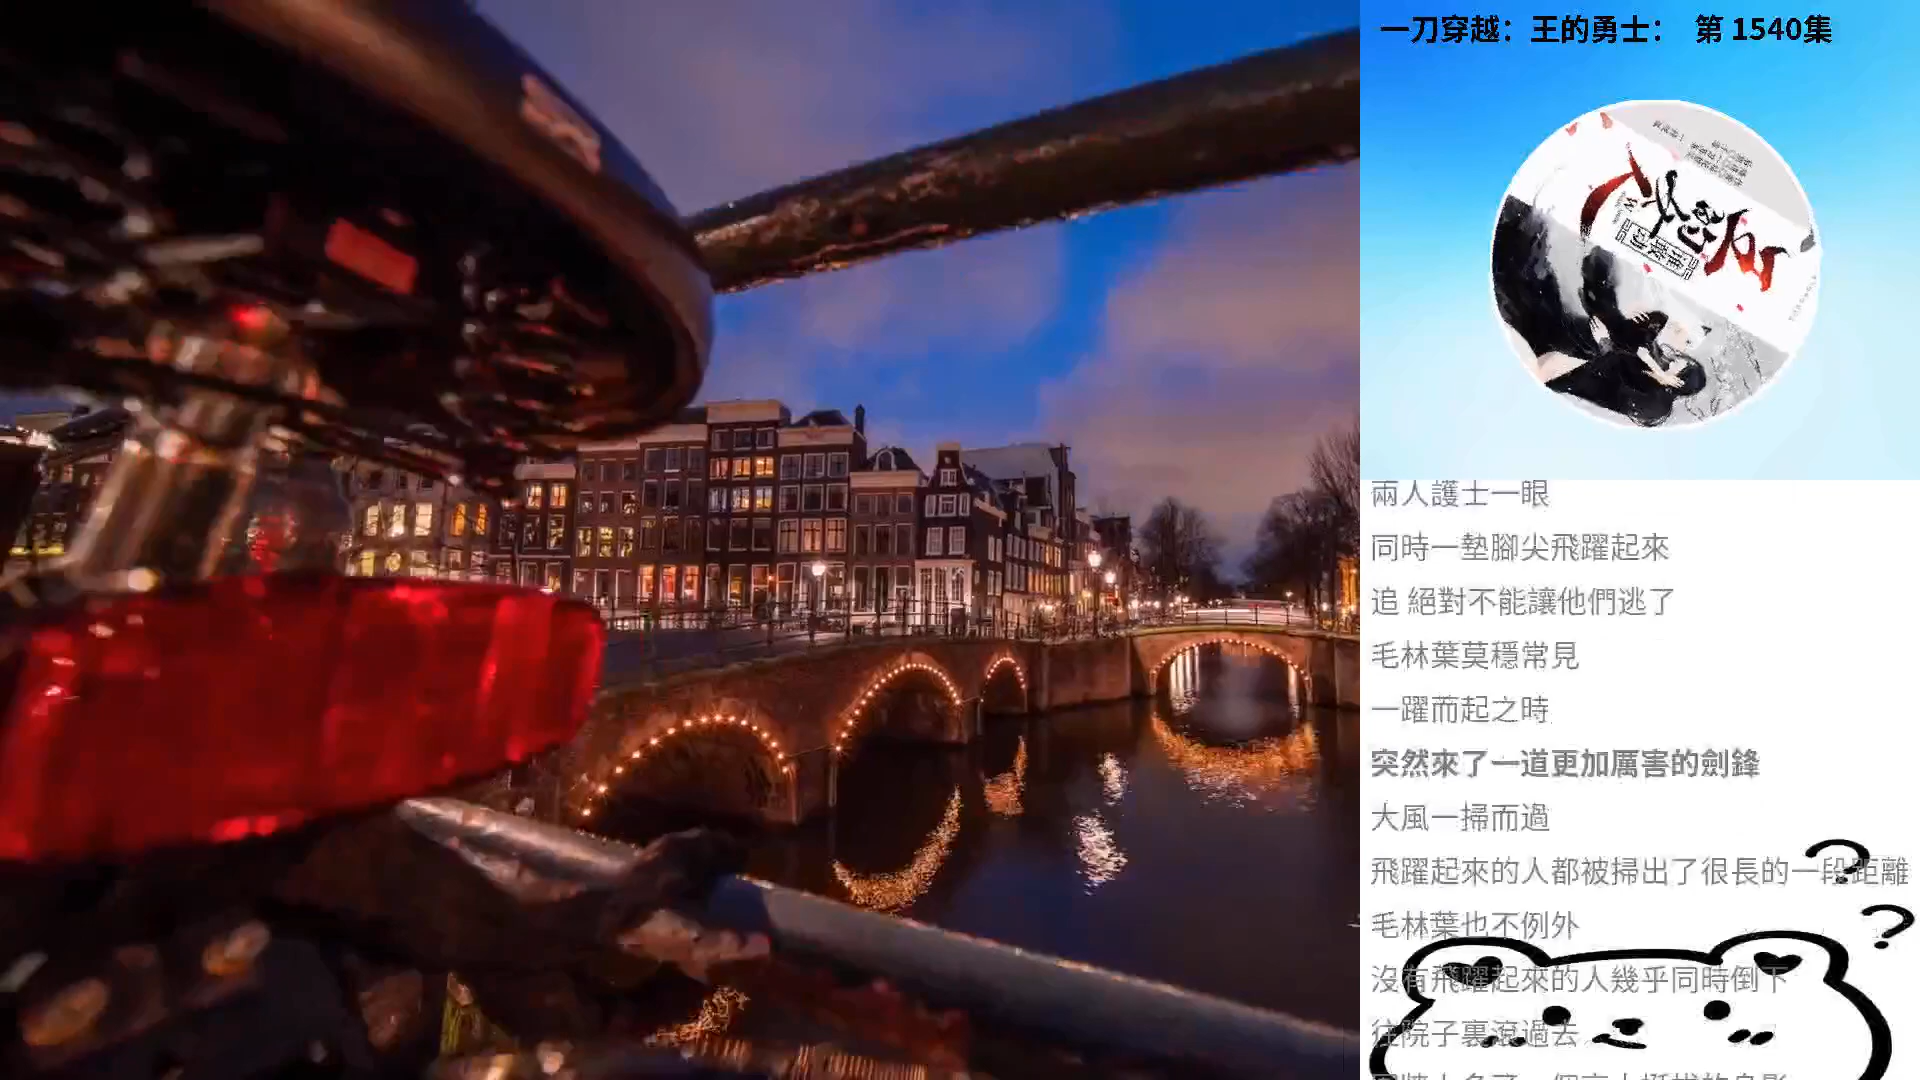 一刀穿越：王的勇士： 第 1540集
兩人護士一眼
同時一墊腳尖飛躍起來
追 絕對不能讓他們逃了
毛林葉莫穩常見
一躍而起之時
突然來了一道更加厲害的劍鋒
大風一掃而過
飛躍起來的人都被掃出了很長的一段距離
毛林葉也不例外
沒有飛躍起來的人幾乎同時倒下
往院子裏滾過去